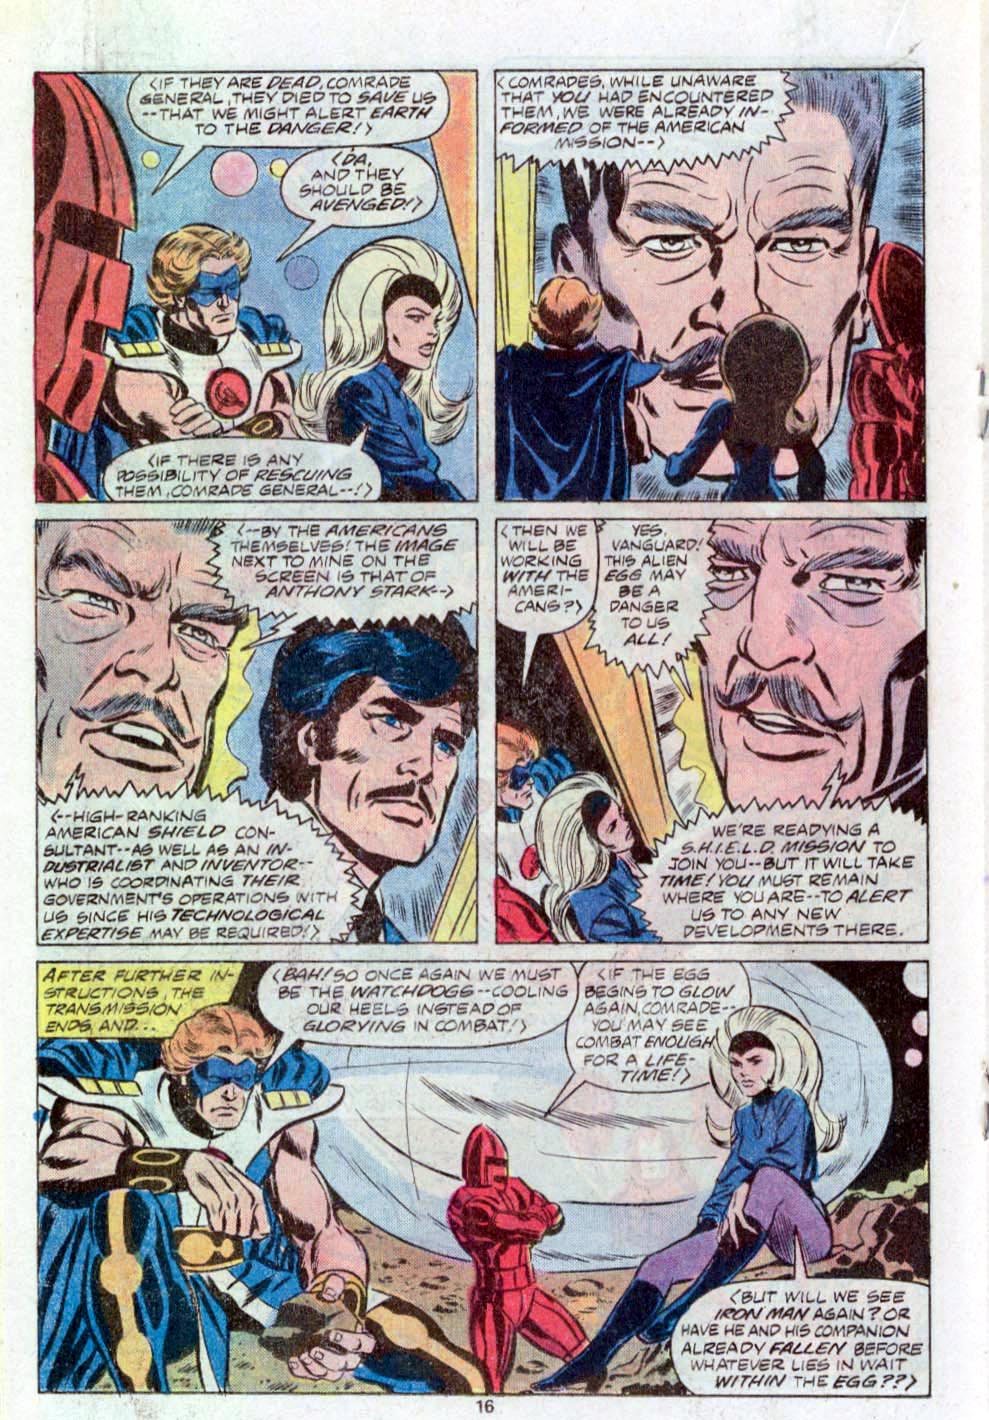 <IF THEY ARE DEAD, COMRADE
GENERAL, THEY DIED TO SAVE US
--THAT WE MIGHT ALERT EARTH
TO THE DANGER!>
<DA,
AND THEY
SHOULD BE
AVENGED!>
<IF THERE IS ANY
POSSIBILITY OF RESCUING
THEM, COMRADE GENERAL--!>
<COMRADES, WHILE UNAWARE
THAT YOU HAD ENCOUNTERED
THEM, WE WERE ALREADY IN-
FORMED OF THE AMERICAN
MISSION-->
<--BY THE AMERICANS
THEMSELVES! THE IMAGE
NEXT TO MINE ON THE
SCREEN IS THAT OF
ANTHONY STARK-->
<--HIGH-RANKING
AMERICAN SHIELD CON-
SULTANT--AS WELL AS AN IN-
DUSTRIALIST AND INVENTOR--
WHO IS COORDINATING THEIR
GOVERNMENT'S OPERATIONS WITH
US SINCE HIS TECHNOLOGICAL
EXPERTISE MAY BE REQUIRED!>
<THEN WE
WILL BE
WORKING
WITH THE
AMERI-
CANS?>
YES,
VANGUARD!
THIS ALIEN
EGG MAY
BE A
DANGER
TO US
ALL!
WE'RE READYING A
S.H.I.E.L.D. MISSION TO
JOIN YOU--BUT IT WILL TAKE
TIME! YOU MUST REMAIN
WHERE YOU ARE--TO ALERT
US TO ANY NEW
DEVELOPMENTS THERE.
AFTER FURTHER IN-
STRUCTIONS, THE
TRANSMISSION
ENDS, AND...
<BAH! SO ONCE AGAIN WE MUST
BE THE WATCHDOGS--COOLING
OUR HEELS INSTEAD OF
GLORYING IN COMBAT!>
<IF THE EGG
BEGINS TO GLOW
AGAIN, COMRADE--
YOU MAY SEE
COMBAT ENOUGH
FOR A LIFE-
TIME!>
<BUT WILL WE SEE
IRON MAN AGAIN? OR
HAVE HE AND HIS COMPANION
ALREADY FALLEN BEFORE
WHATEVER LIES IN WAIT
WITHIN THE EGG??>
16